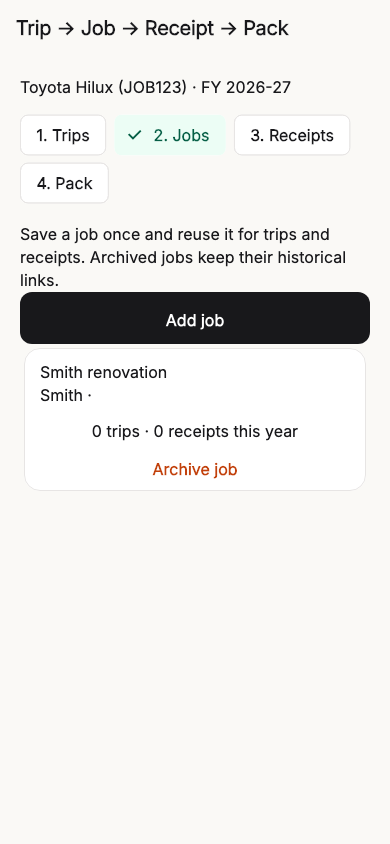 Trip → Job → Receipt → Pack
Toyota Hilux (JOB123) · FY 2026-27
1. Trips
✓ 2. Jobs
3. Receipts
4. Pack
Save a job once and reuse it for trips and
receipts. Archived jobs keep their historical
links.
Add job
Smith renovation
Smith ·
0 trips · 0 receipts this year
Archive job